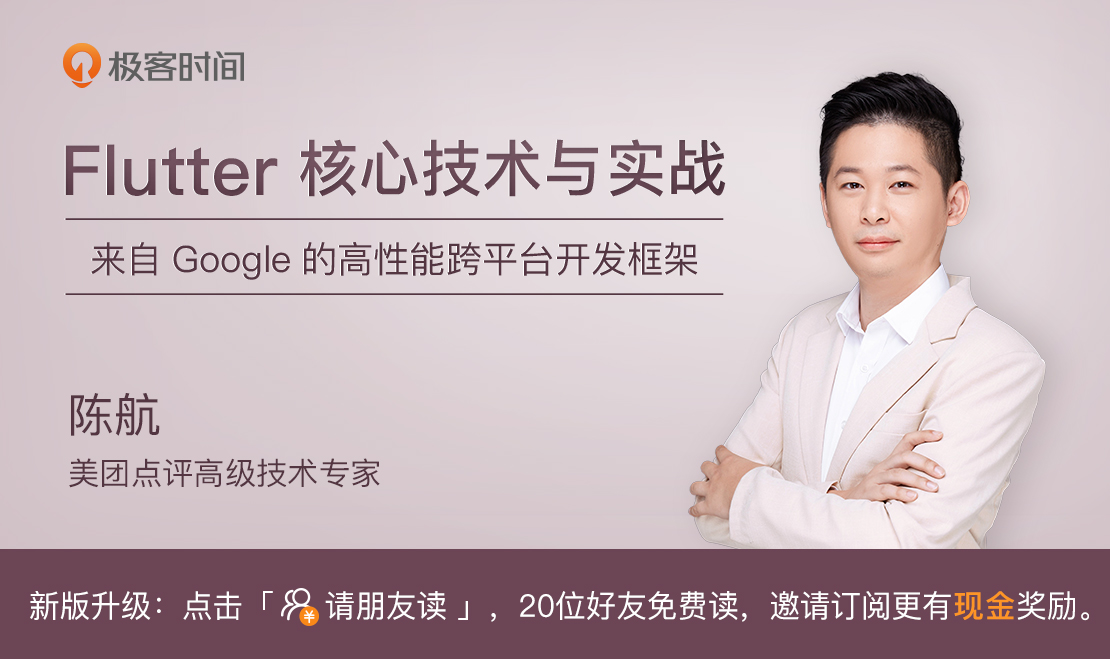 极客时间
Flutter 核心技术与实战
来自 Google 的高性能跨平台开发框架
陈航
美团点评高级技术专家
新版升级：点击「¥请朋友读 」，20位好友免费读，邀请订阅更有现金奖励。